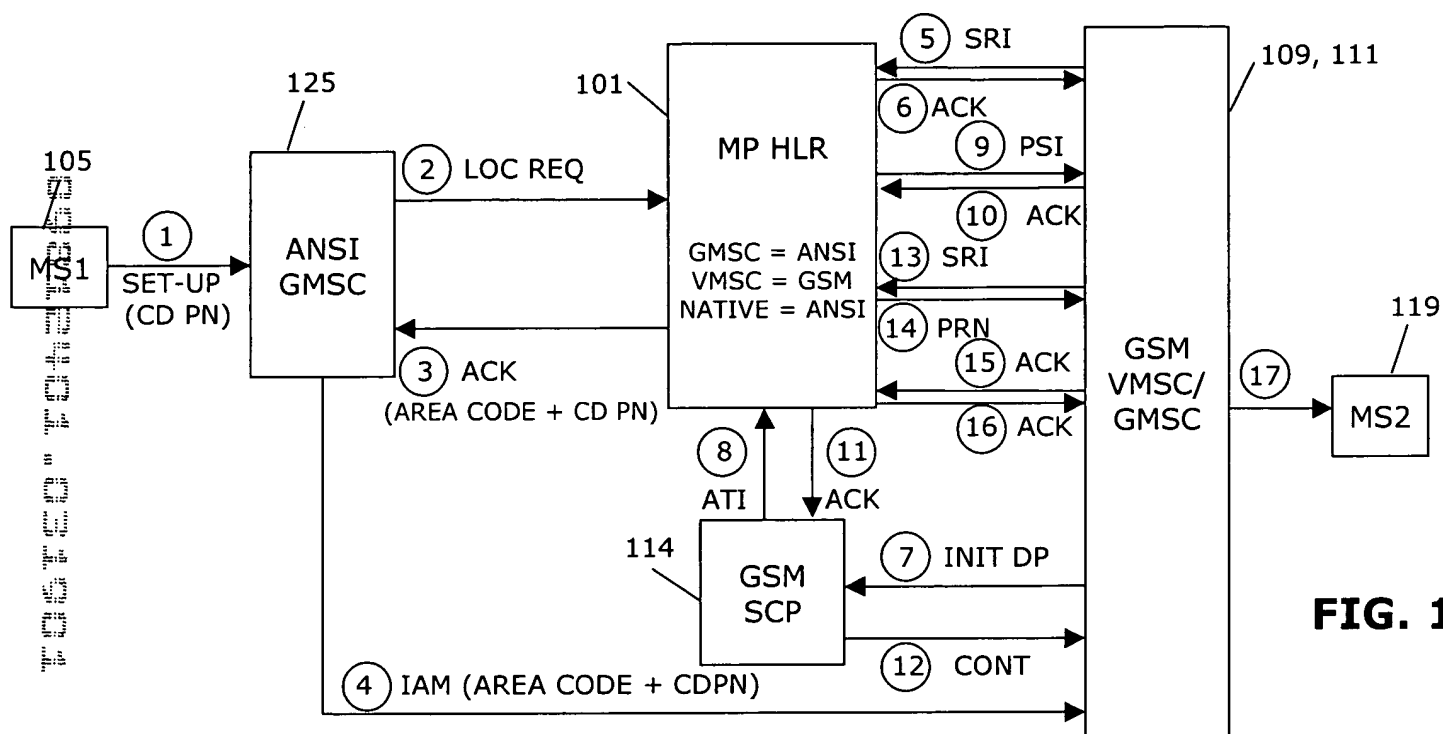 5 SRI
109, 111
125
101
6 ACK
105
MP HLR
9 PSI
2 LOC REQ
1
10 ACK
MS1
ANSI
GMSC
SET-UP
(CD PN)
GMSC = ANSI
VMSC = GSM
NATIVE = ANSI
13 SRI
119
14 PRN
GSM
VMSC/
GMSC
17
3 ACK
15 ACK
MS2
(AREA CODE + CD PN)
16 ACK
8
11
ATI
ACK
114
7 INIT DP
GSM
SCP
FIG. 1
12 CONT
4 IAM (AREA CODE + CDPN)